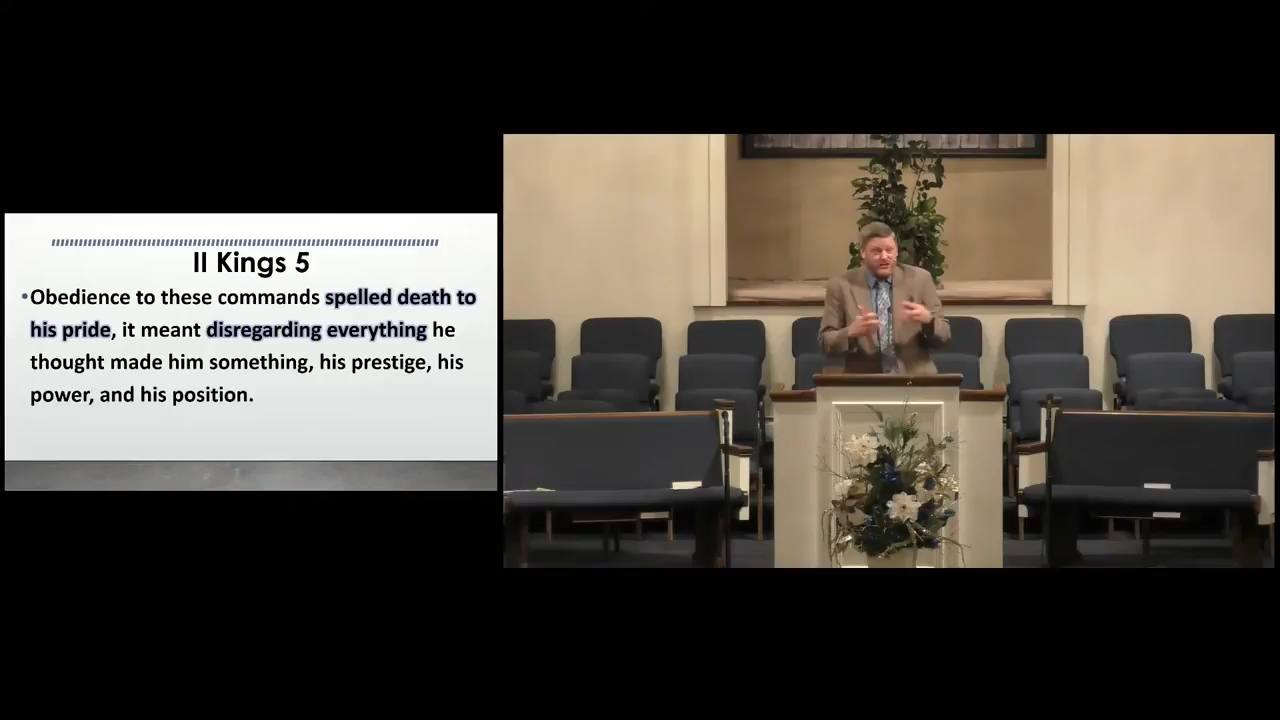 II Kings 5
•Obedience to these commands spelled death to
his pride, it meant disregarding everything he
thought made him something, his prestige, his
power, and his position.